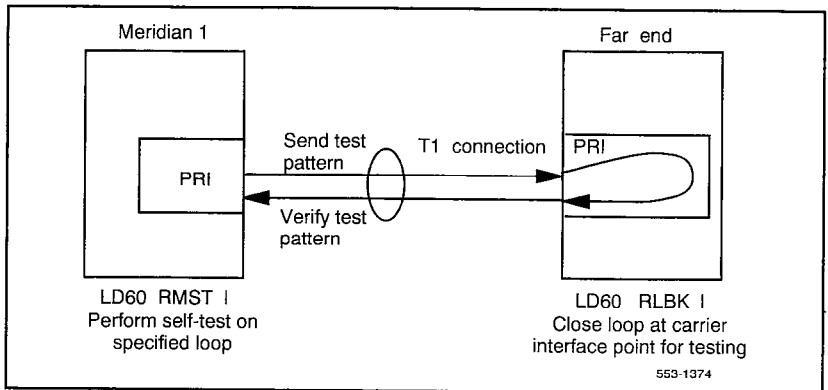 Meridian 1
Far end
Send test
pattern
T1 connection
PRI
PRI
Verify test
pattern
LD60 RMST l
Perform self-test on
specified loop
LD60 RLBK l
Close loop at carrier
interface point for testing
553-1374